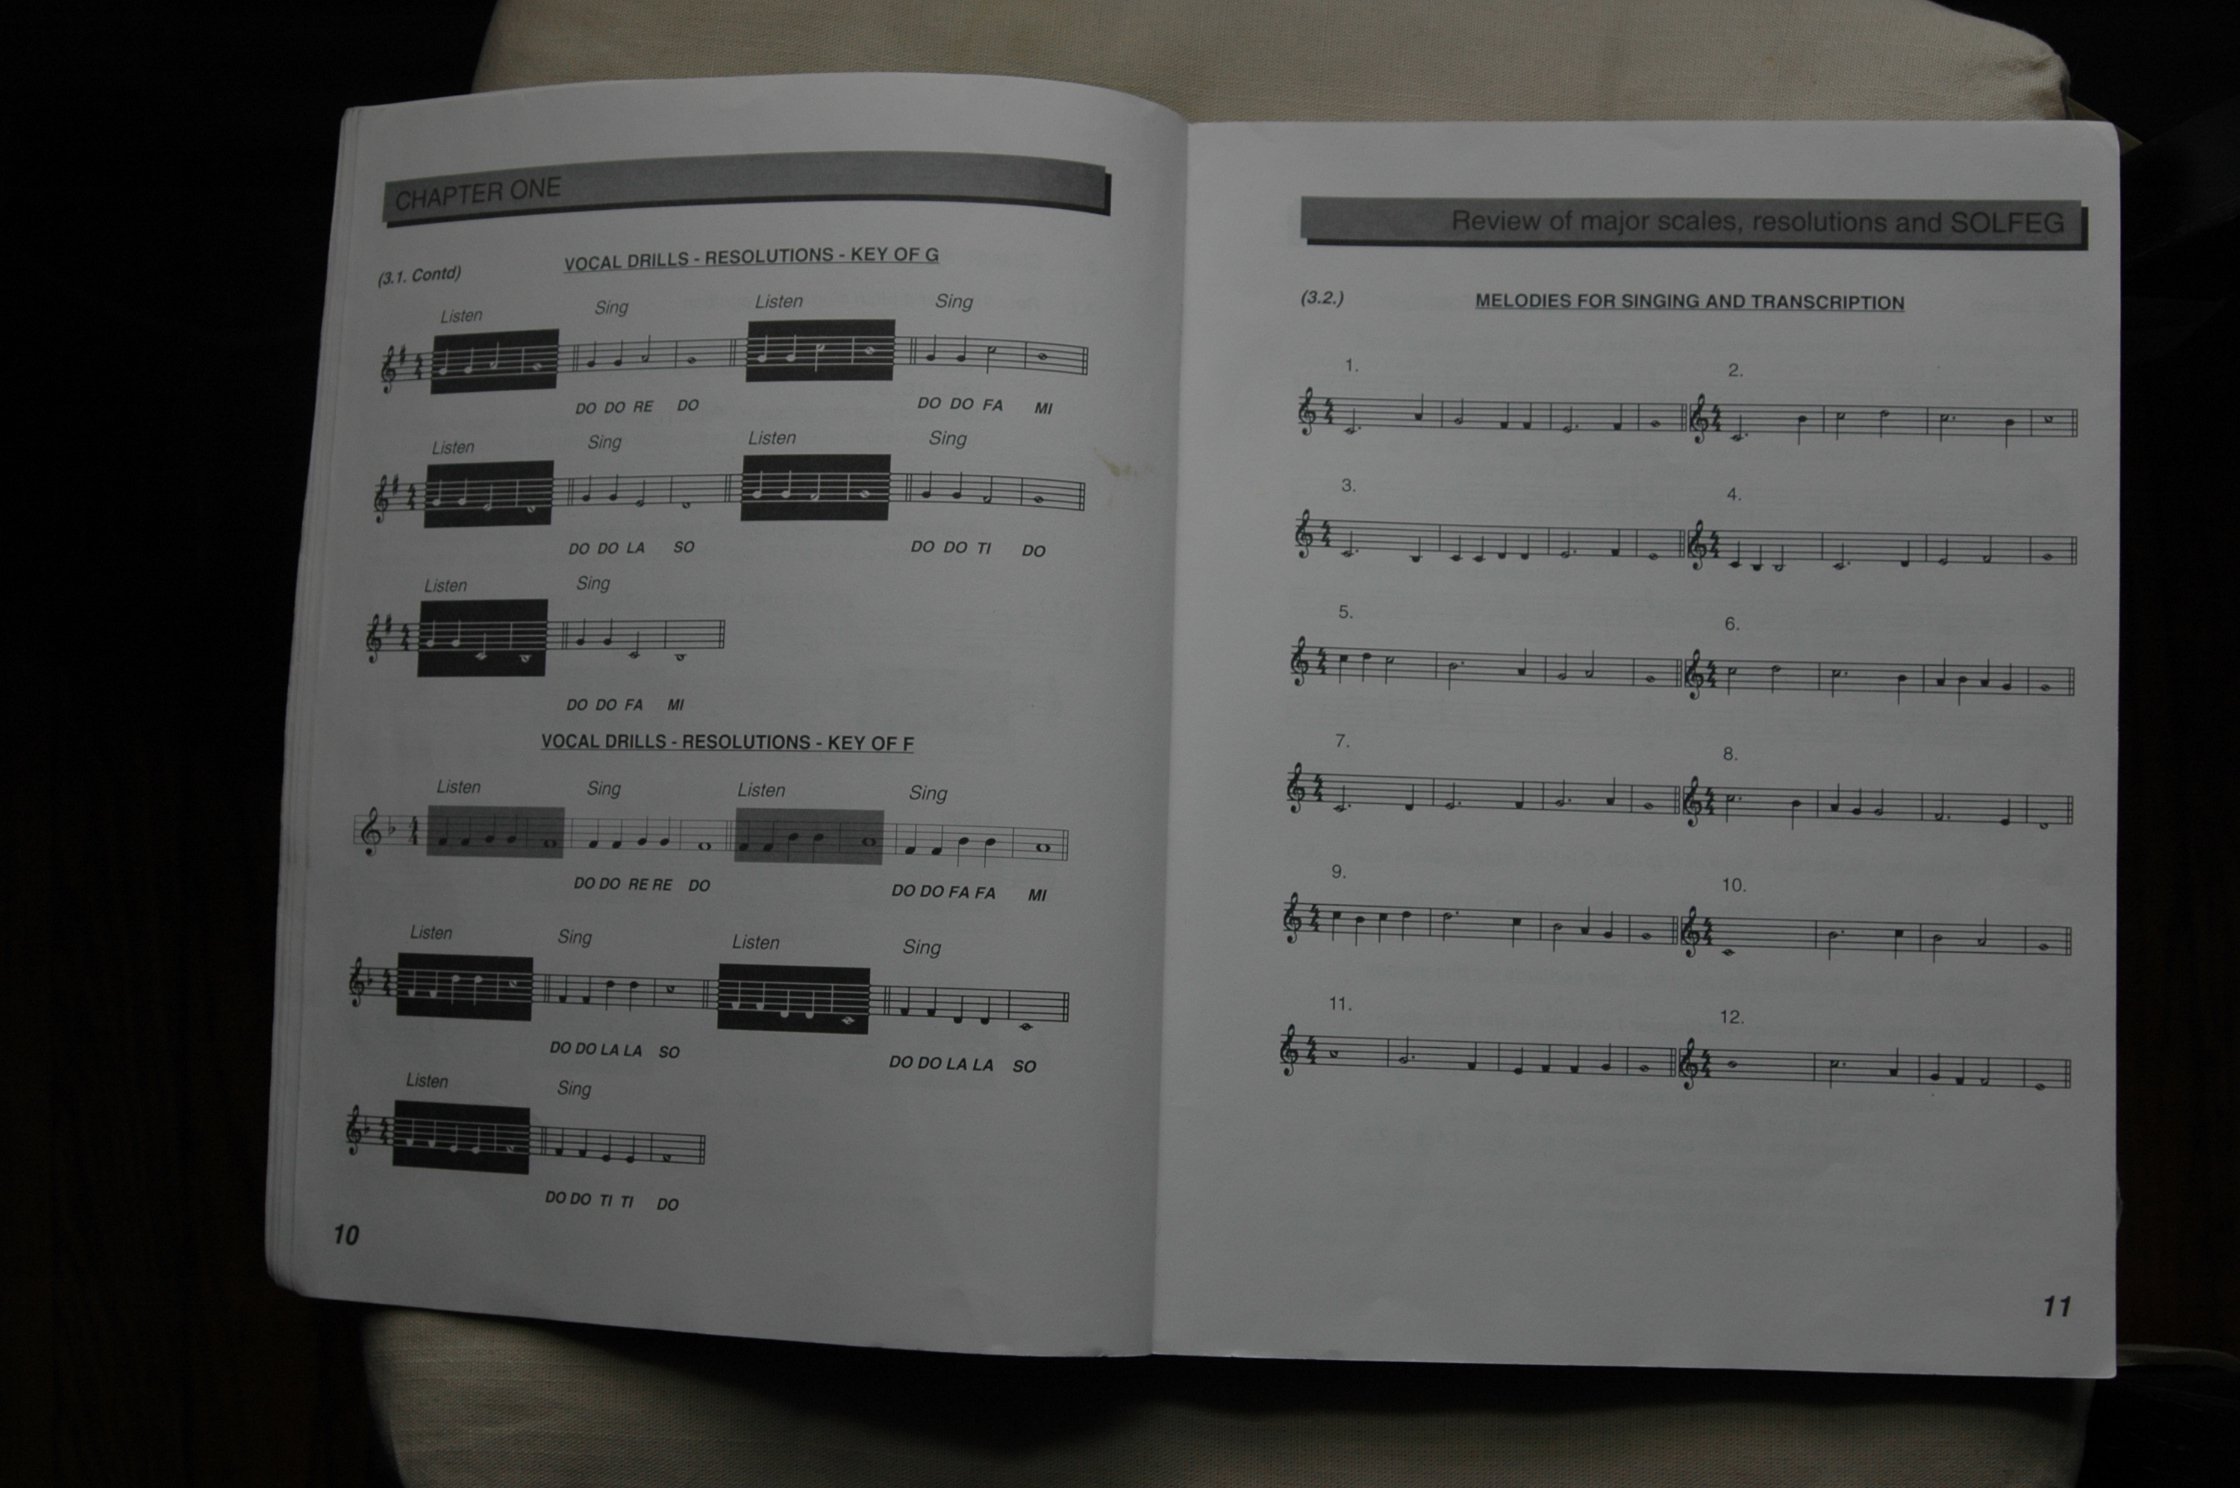 CHAPTER ONE
(3.1. Contd)
VOCAL DRILLS - RESOLUTIONS - KEY OF G
Listen Sing Listen Sing
DO DO RE DO DO DO FA MI
Listen Sing Listen Sing
DO DO LA SO DO DO TI DO
Listen Sing
DO DO FA MI
VOCAL DRILLS - RESOLUTIONS - KEY OF F
Listen Sing Listen Sing
DO DO RE RE DO DO DO FA FA MI
Listen Sing Listen Sing
DO DO LA LA SO DO DO LA LA SO
Listen Sing
DO DO TI TI DO
10
Review of major scales, resolutions and SOLFEG
(3.2.) MELODIES FOR SINGING AND TRANSCRIPTION
1. 2.
3. 4.
5. 6.
7. 8.
9. 10.
11. 12.
11